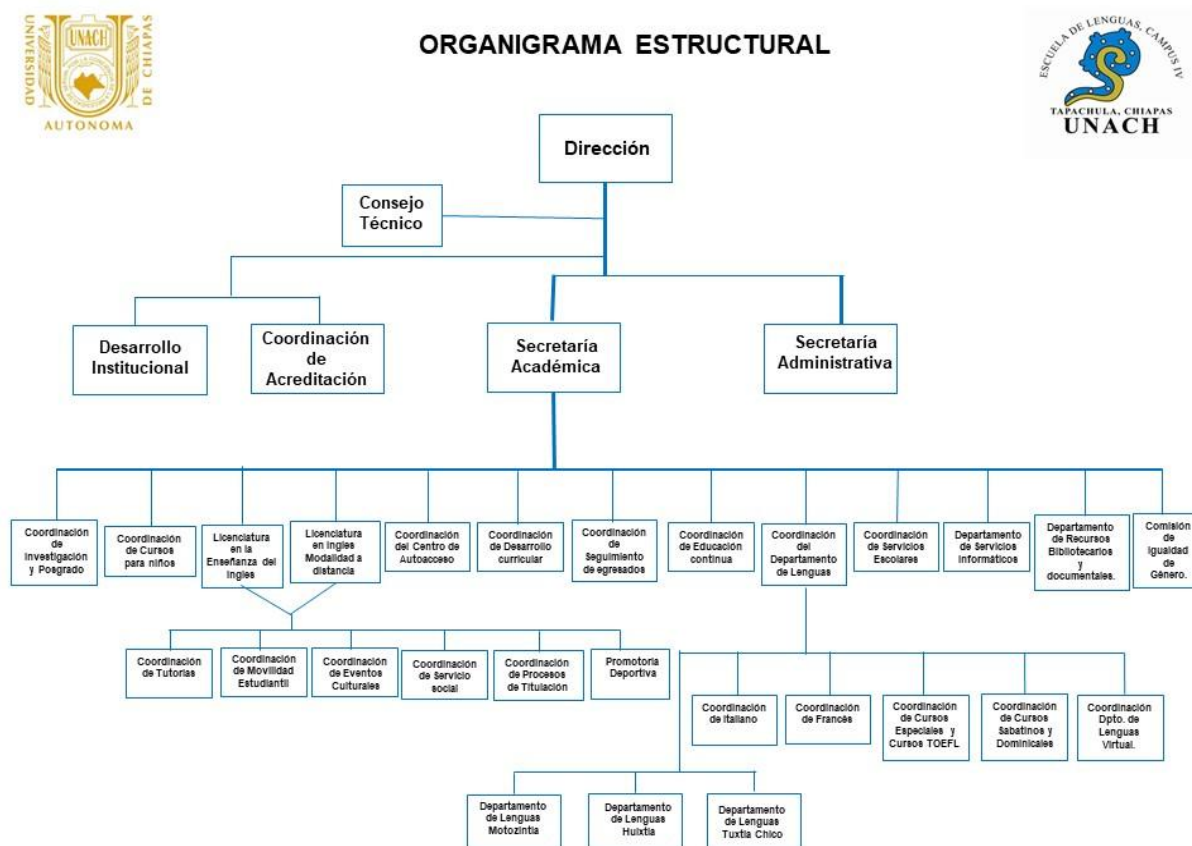 UNIVERSIDAD
UNACH
DE CHIAPAS
AUTONOMA
ORGANIGRAMA ESTRUCTURAL
ESCUELA DE LENGUAS, CAMPUS IV
TAPACHULA, CHIAPAS
UNACH
Dirección
Consejo
Técnico
Desarrollo
Institucional
Coordinación
de
Acreditación
Secretaría
Académica
Secretaría
Administrativa
Coordinación
de
Investigación
y Posgrado
Coordinación
de Cursos
para niños
Licenciatura
en la
Enseñanza del
Ingles
Licenciatura
en Ingles
Modalidad a
distancia
Coordinación
del Centro de
Autoacceso
Coordinación
de Desarrollo
curricular
Coordinación
de
Seguimiento
de egresados
Coordinación
de Educación
continua
Coordinación
del
Departamento
de Lenguas
Coordinación
de Servicios
Escolares
Departamento
de Servicios
Informáticos
Departamento
de Recursos
Bibliotecarios
y
documentales.
Comisión
de
Igualdad
de
Género.
Coordinación
de Tutorías
Coordinación
de Movilidad
Estudiantil
Coordinación
de Eventos
Culturales
Coordinación
de Servicio
social
Coordinación
de Procesos
de Titulación
Promotoria
Deportiva
Coordinación
de Italiano
Coordinación
de Francés
Coordinación
de Cursos
Especiales y
Cursos TOEFL
Coordinación
de Cursos
Sabatinos y
Dominicales
Coordinación
Dpto. de
Lenguas
Virtual.
Departamento
de Lenguas
Motozintla
Departamento
de Lenguas
Huixtla
Departamento
de Lenguas
Tuxtla Chico